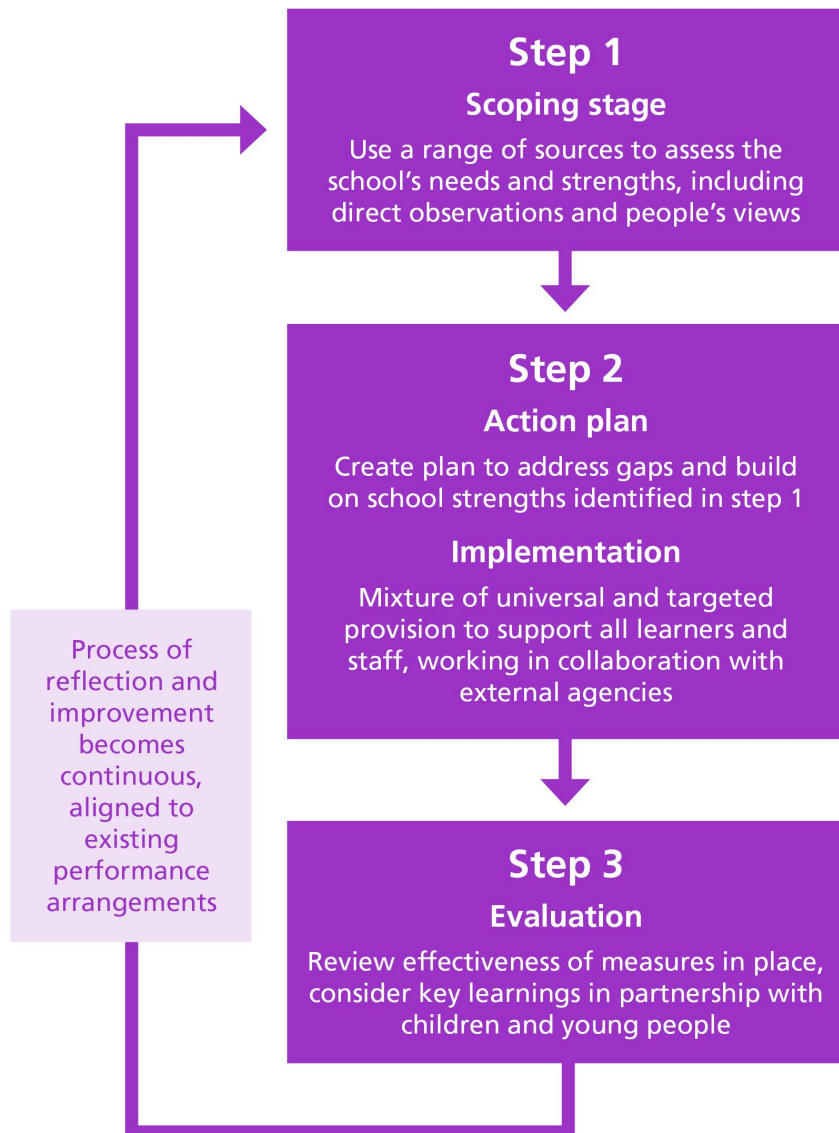 Step 1
Scoping stage
Use a range of sources to assess the
school’s needs and strengths, including
direct observations and people’s views
Step 2
Action plan
Create plan to address gaps and build
on school strengths identified in step 1
Implementation
Mixture of universal and targeted
provision to support all learners and
staff, working in collaboration with
external agencies
Step 3
Evaluation
Review effectiveness of measures in place,
consider key learnings in partnership with
children and young people
Process of
reflection and
improvement
becomes
continuous,
aligned to
existing
performance
arrangements